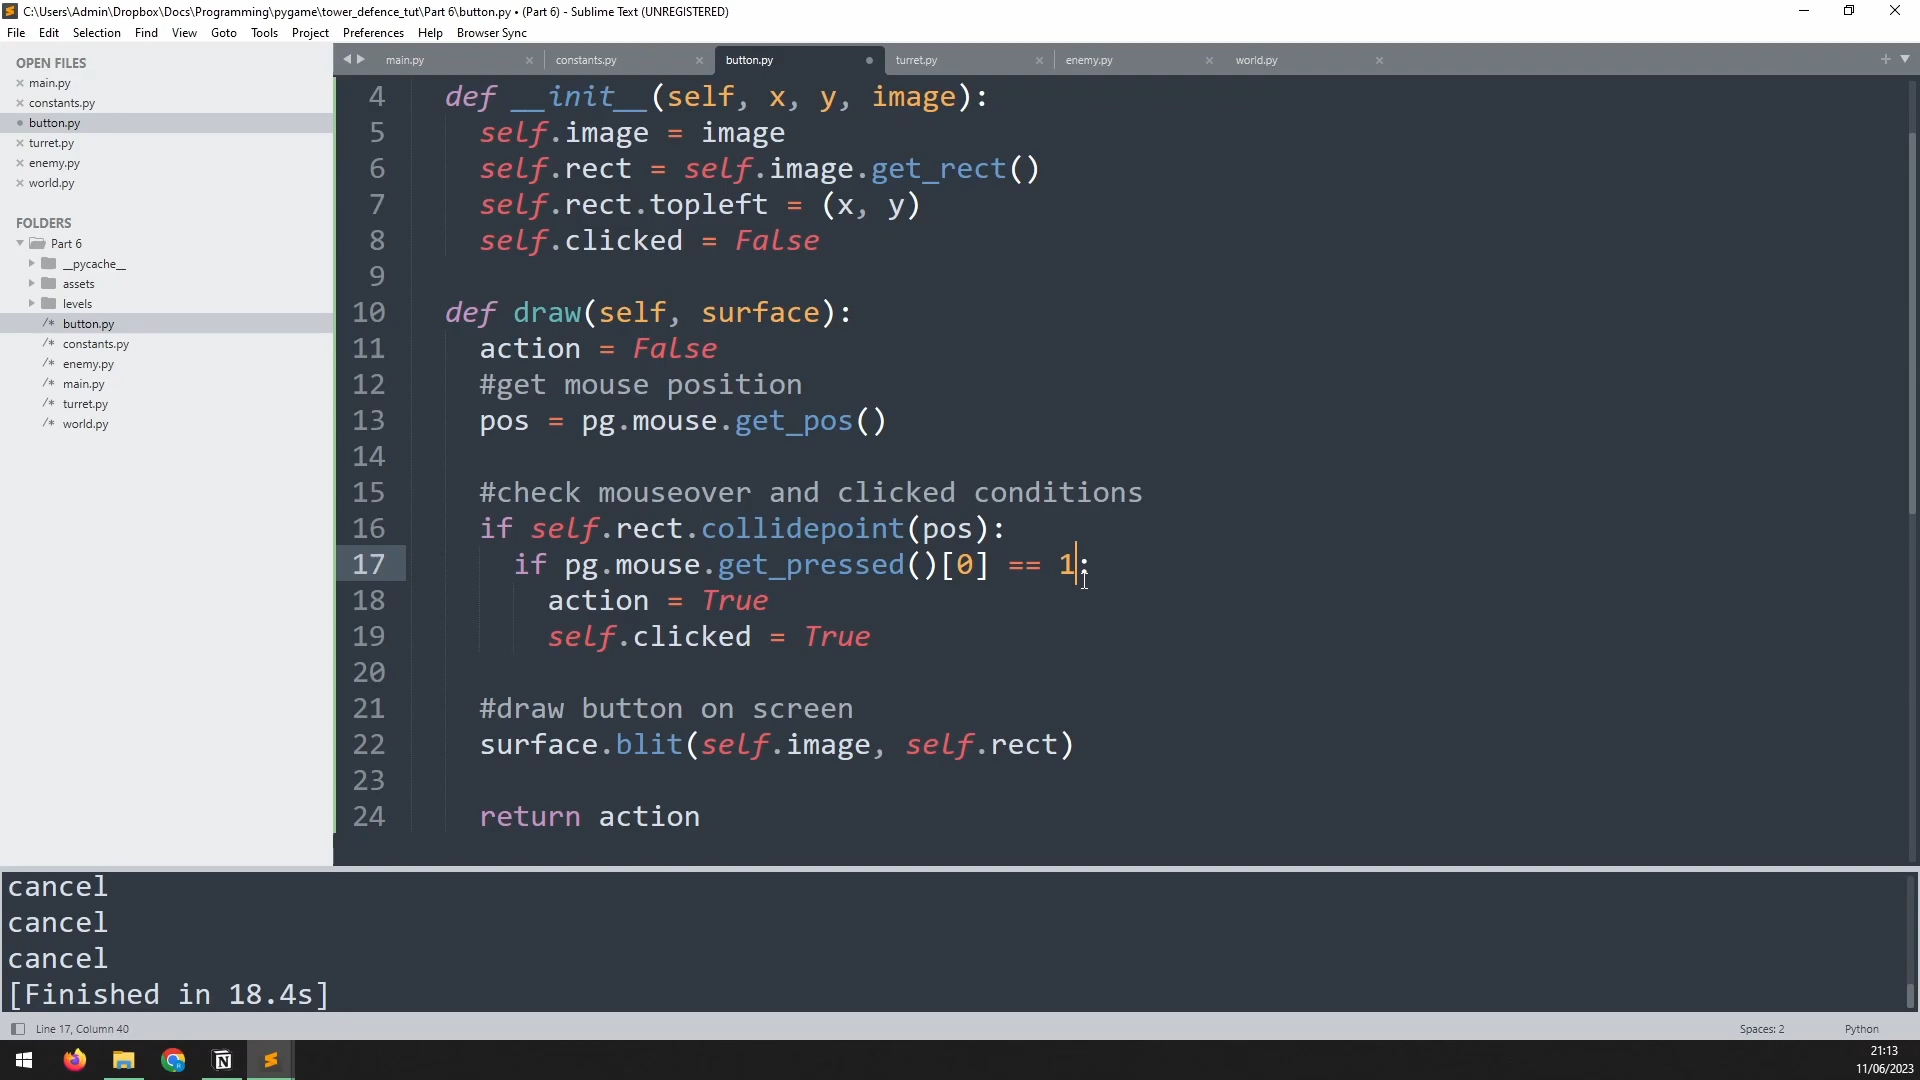 C:\Users\Admin\Dropbox\Docs\Programming\pygame\tower_defence_tut\Part 6\button.py • (Part 6) - Sublime Text (UNREGISTERED)
File Edit Selection Find View Goto Tools Project Preferences Help Browser Sync
OPEN FILES
main.py
constants.py
button.py
turret.py
enemy.py
world.py
FOLDERS
Part 6
__pycache__
assets
levels
/* button.py
/* constants.py
/* enemy.py
/* main.py
/* turret.py
/* world.py
main.py constants.py button.py turret.py enemy.py world.py
4 def __init__(self, x, y, image):
5 self.image = image
6 self.rect = self.image.get_rect()
7 self.rect.topleft = (x, y)
8 self.clicked = False
9
10 def draw(self, surface):
11 action = False
12 #get mouse position
13 pos = pg.mouse.get_pos()
14
15 #check mouseover and clicked conditions
16 if self.rect.collidepoint(pos):
17 if pg.mouse.get_pressed()[0] == 1:
18 action = True
19 self.clicked = True
20
21 #draw button on screen
22 surface.blit(self.image, self.rect)
23
24 return action
cancel
cancel
cancel
[Finished in 18.4s]
Line 17, Column 40 Spaces: 2 Python
21:13
11/06/2023